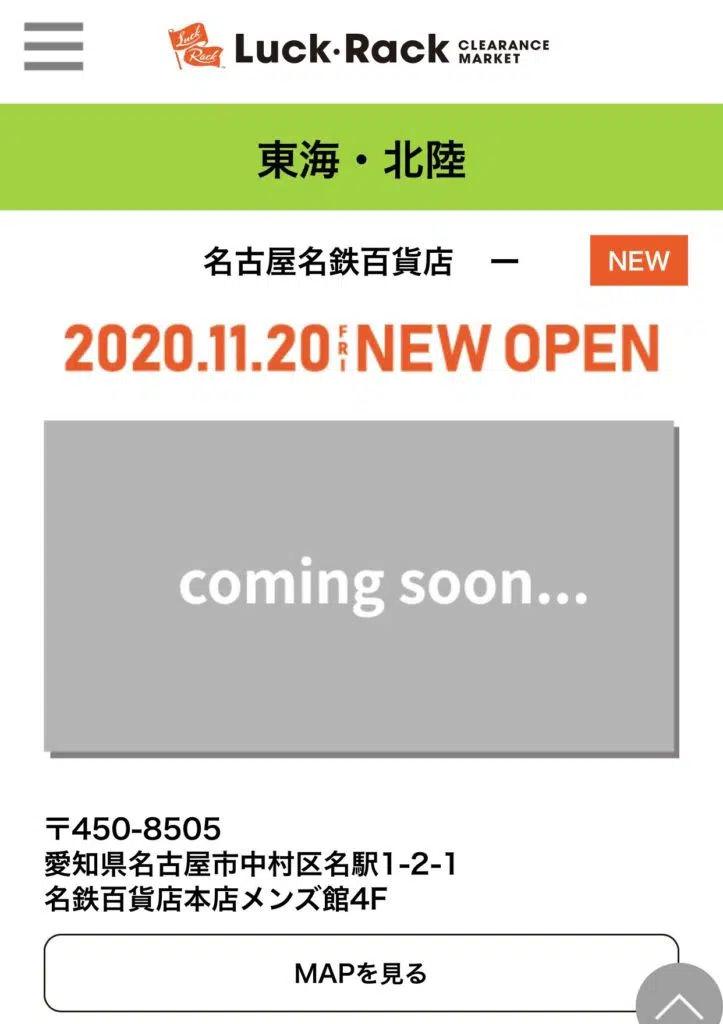 Luck Rack
Luck・Rack CLEARANCE MARKET
東海・北陸
名古屋名鉄百貨店 ー
NEW
2020.11.20 FRI NEW OPEN
coming soon...
〒450-8505
愛知県名古屋市中村区名駅1-2-1
名鉄百貨店本店メンズ館4F
MAPを見る